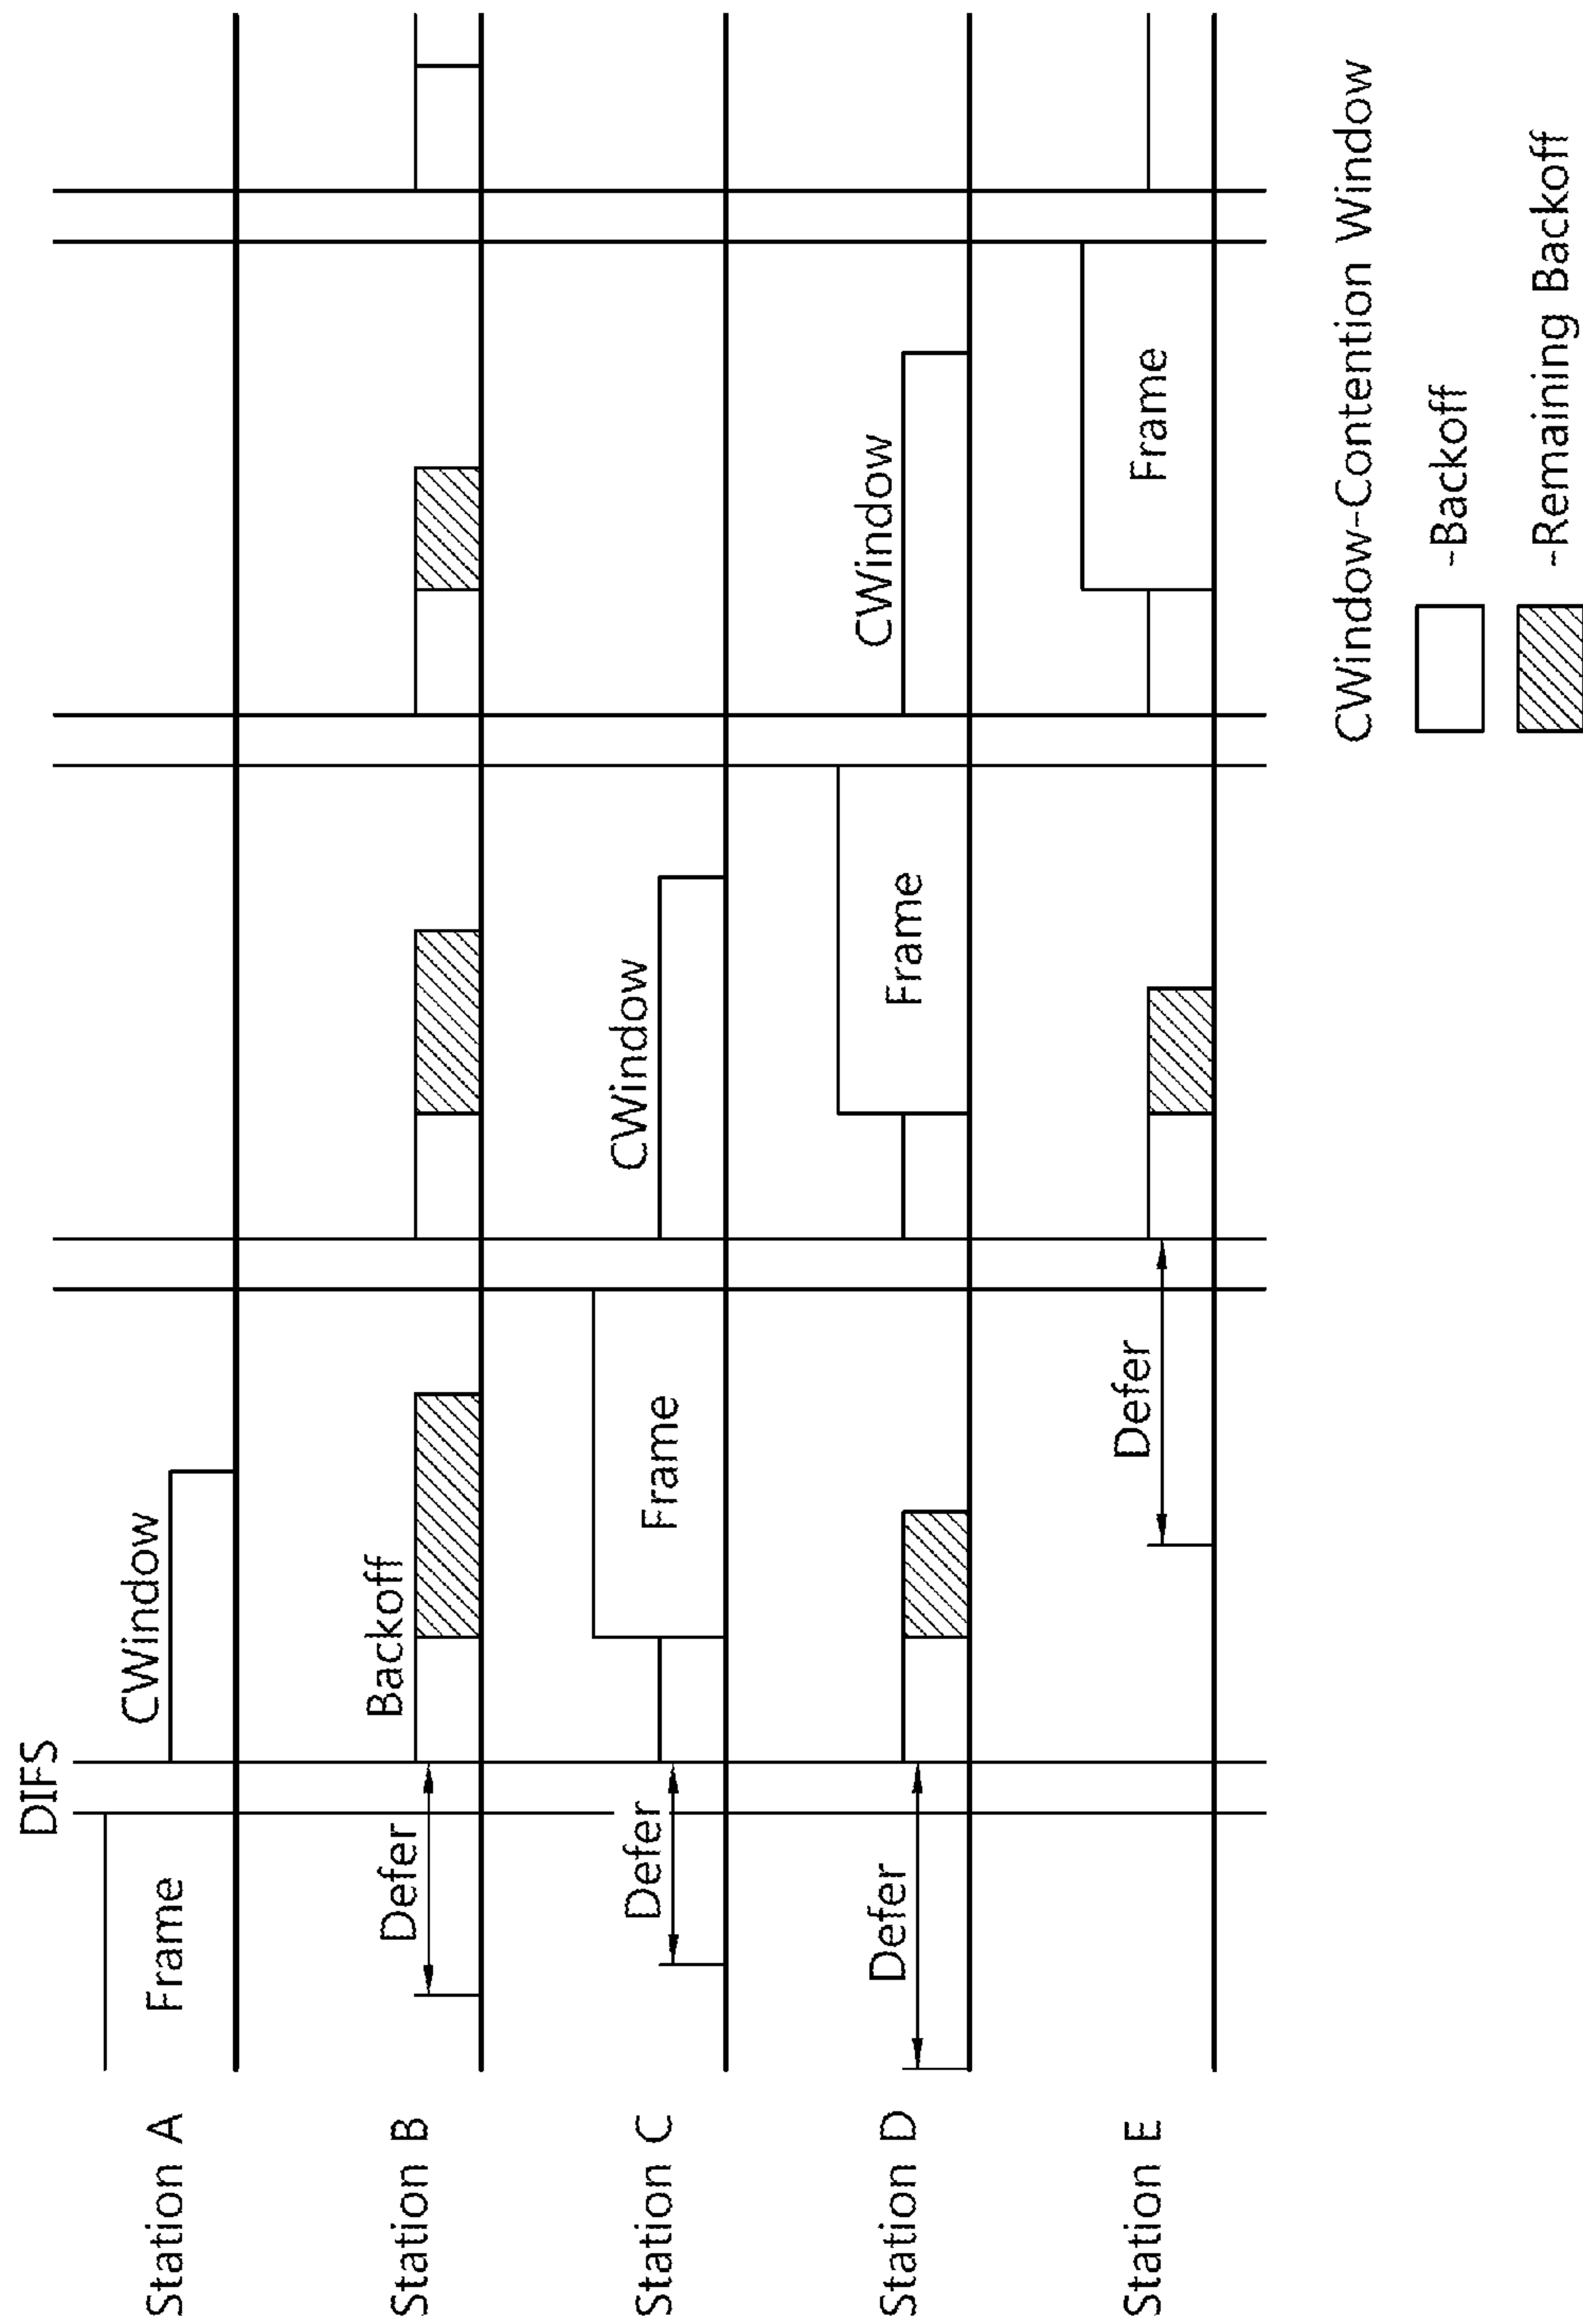 DIFS
Station A
Frame
CWindow
Station B
Defer
Backoff
Station C
Defer
Frame
CWindow
Station D
Defer
Frame
CWindow
Station E
Defer
Frame
CWindow-Contention Window
-Backoff
-Remaining Backoff